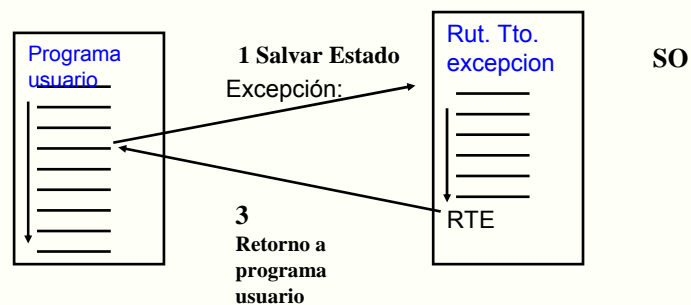 Programa
usuario
1 Salvar Estado
Excepción:
Rut. Tto.
excepcion
SO
RTE
3
Retorno a
programa
usuario